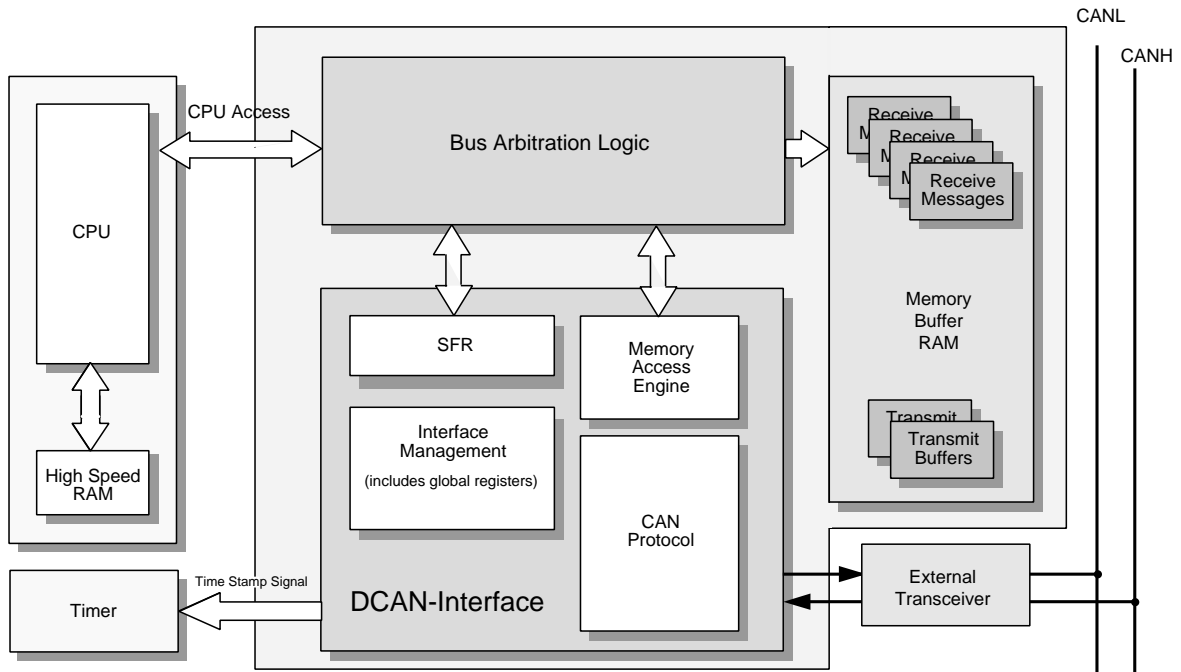 CANL
CANH
CPU Access
Bus Arbitration Logic
CPU
High Speed
RAM
Receive
M
Receive
M
Receive
M
Receive
Messages
Memory
Buffer
RAM
Transmit
Transmit
Buffers
SFR
Memory
Access
Engine
Interface
Management
(includes global registers)
CAN
Protocol
DCAN-Interface
Time Stamp Signal
Timer
External
Transceiver